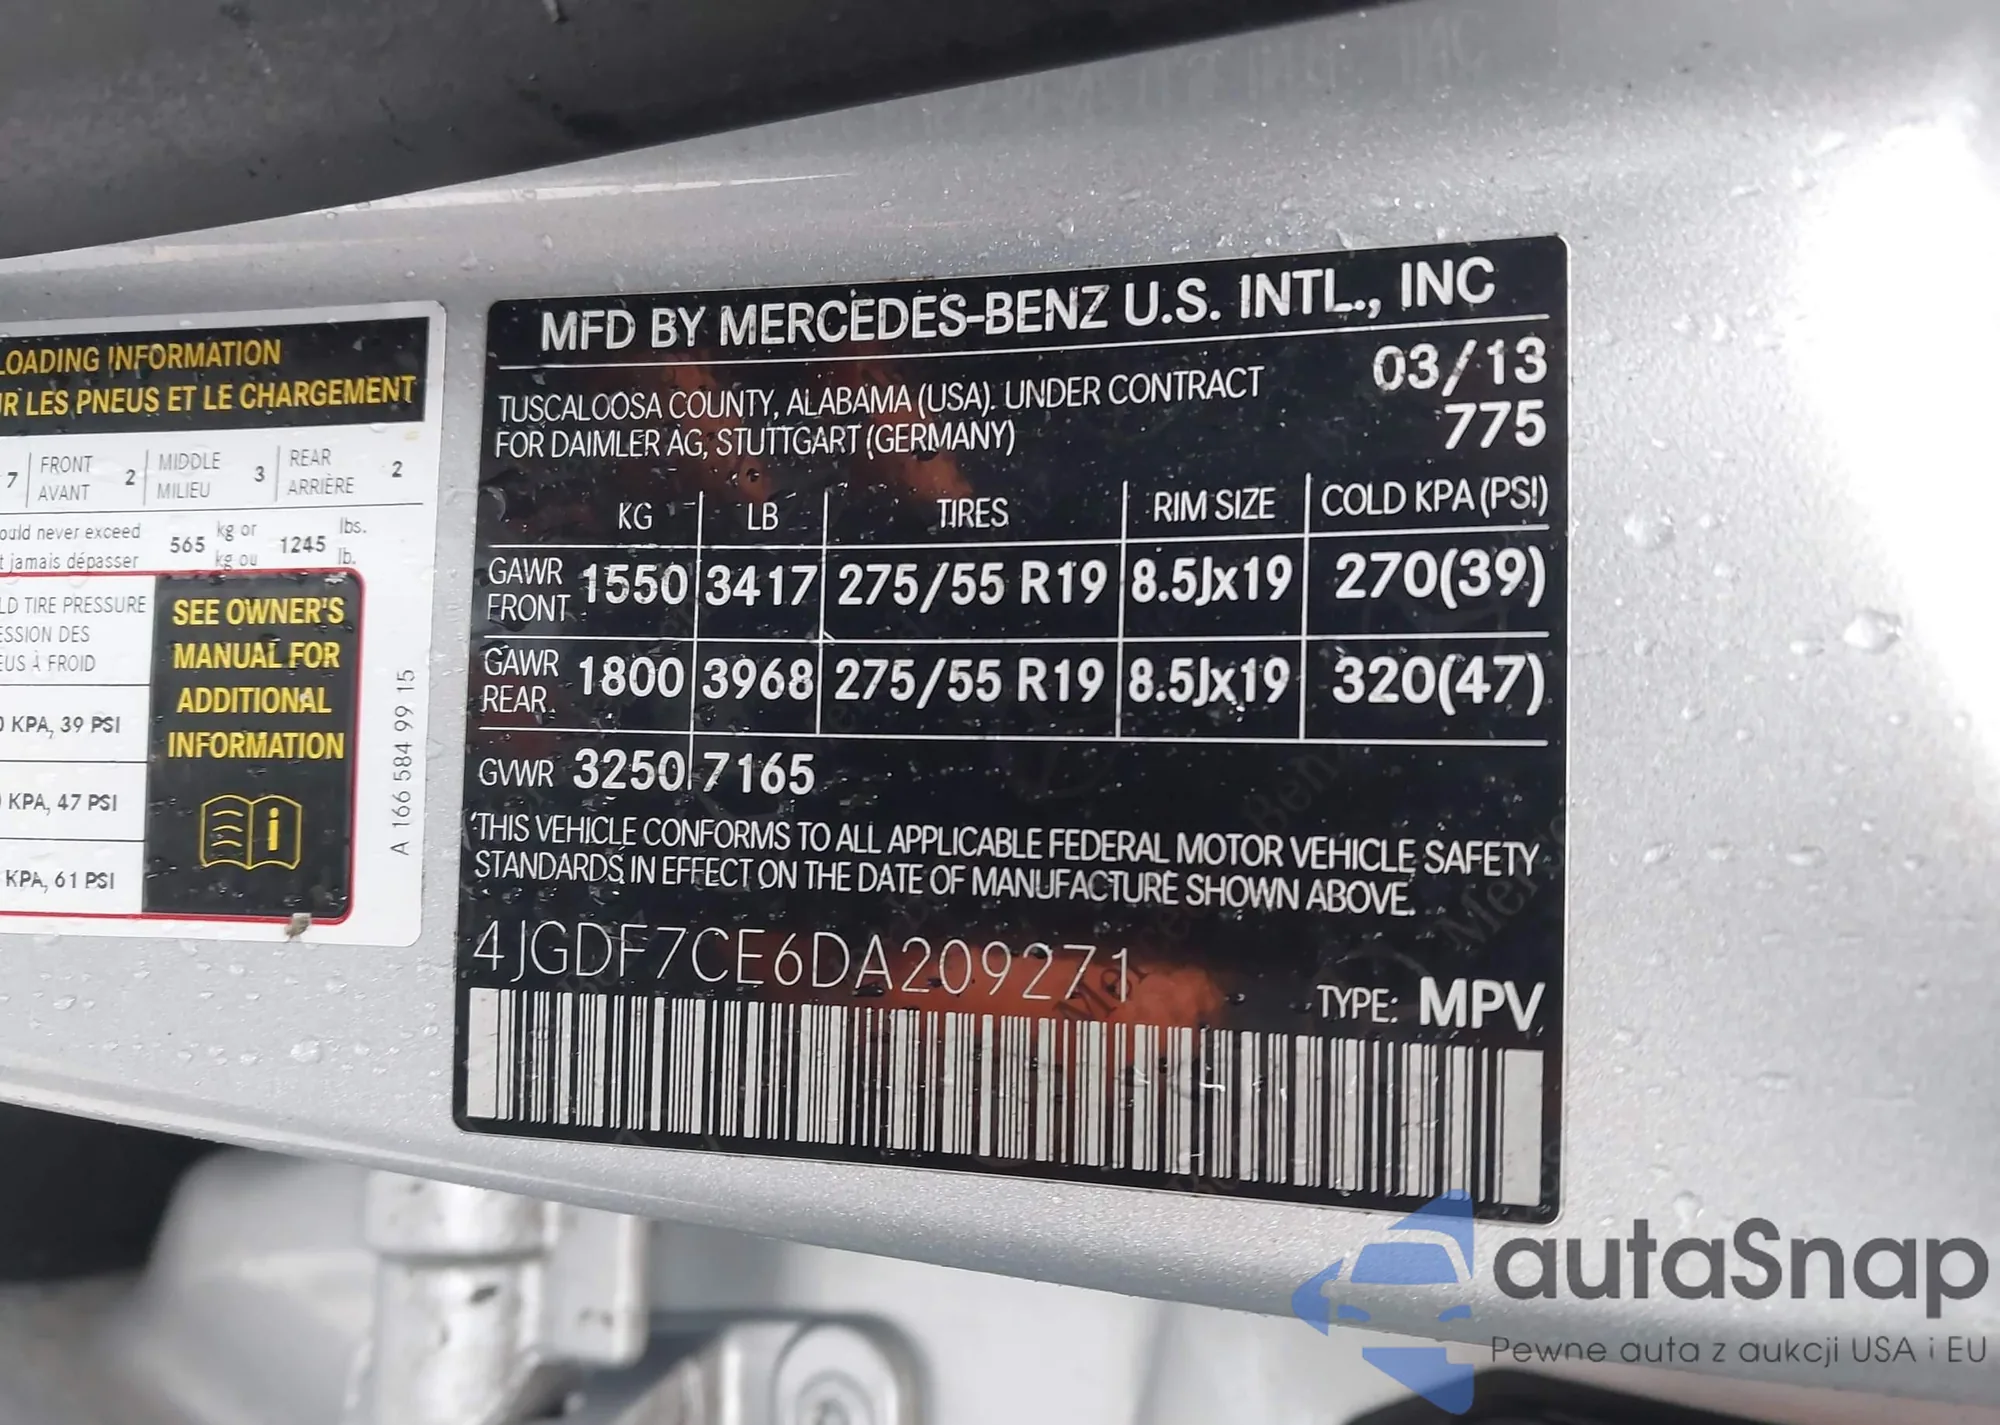 LOADING INFORMATION
LES PNEUS ET LE CHARGEMENT
7 FRONT AVANT 2 MIDDLE MILIEU 3 REAR ARRIÈRE 2
never exceed 565 kg or 1245 lbs.
jamais dépasser kg ou lb.
TIRE PRESSURE
DES
À FROID
KPA, 39 PSI
KPA, 47 PSI
KPA, 61 PSI
SEE OWNER'S
MANUAL FOR
ADDITIONAL
INFORMATION
A 166 584 99 15
MFD BY MERCEDES-BENZ U.S. INTL., INC
TUSCALOOSA COUNTY, ALABAMA (USA). UNDER CONTRACT
FOR DAIMLER AG, STUTTGART (GERMANY)
03/13
775
KG LB TIRES RIM SIZE COLD KPA (PSI)
GAWR FRONT 1550 3417 275/55 R19 8.5Jx19 270(39)
GAWR REAR. 1800 3968 275/55 R19 8.5Jx19 320(47)
GVWR 3250 7165
THIS VEHICLE CONFORMS TO ALL APPLICABLE FEDERAL MOTOR VEHICLE SAFETY
STANDARDS IN EFFECT ON THE DATE OF MANUFACTURE SHOWN ABOVE.
4JGDF7CE6DA209271
TYPE: MPV
autaSnap
Pewne auta z aukcji USA i EU